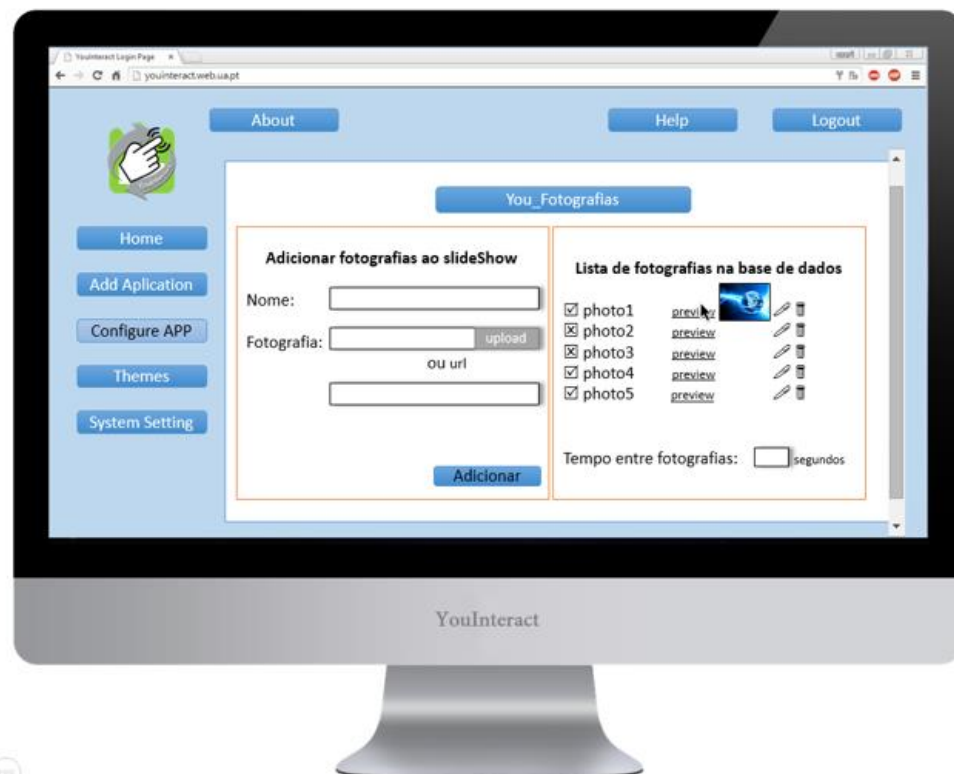 YouInteract Login Page
youinteract.web.ua.pt
About
Help
Logout
Home
Add Aplication
Configure APP
Themes
System Setting
You_Fotografias
Adicionar fotografias ao slideShow
Nome:
Fotografia: upload
ou url
Adicionar
Lista de fotografias na base de dados
photo1 preview
photo2 preview
photo3 preview
photo4 preview
photo5 preview
Tempo entre fotografias: segundos
YouInteract